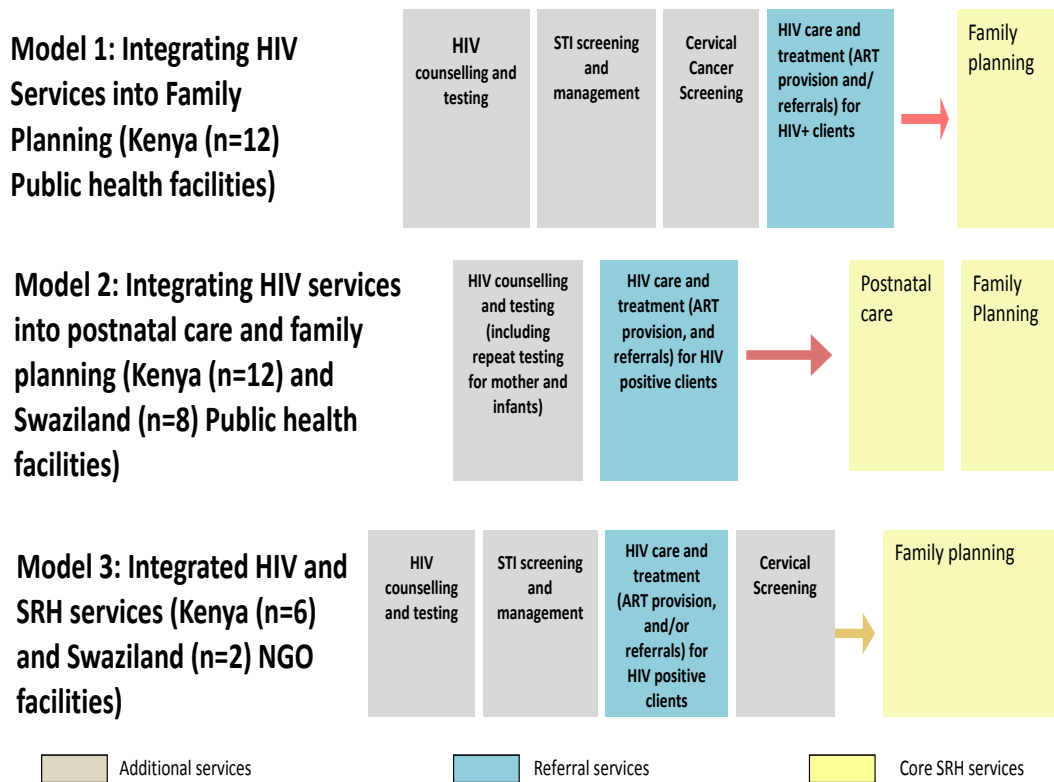 Model 1: Integrating HIV
Services into Family
Planning (Kenya (n=12)
Public health facilities)
HIV
counselling and
testing
STI screening
and
management
Cervical
Cancer
Screening
HIV care and
treatment (ART
provision and/
referrals) for
HIV+ clients
Family
planning
Model 2: Integrating HIV services
into postnatal care and family
planning (Kenya (n=12) and
Swaziland (n=8) Public health
facilities)
HIV counselling
and testing
(including
repeat testing
for mother and
infants)
HIV care and
treatment (ART
provision, and
referrals) for HIV
positive clients
Postnatal
care
Family
Planning
Model 3: Integrated HIV and
SRH services (Kenya (n=6)
and Swaziland (n=2) NGO
facilities)
HIV
counselling
and testing
STI screening
and
management
HIV care and
treatment
(ART provision,
and/or
referrals) for
HIV positive
clients
Cervical
Screening
Family planning
Additional services
Referral services
Core SRH services